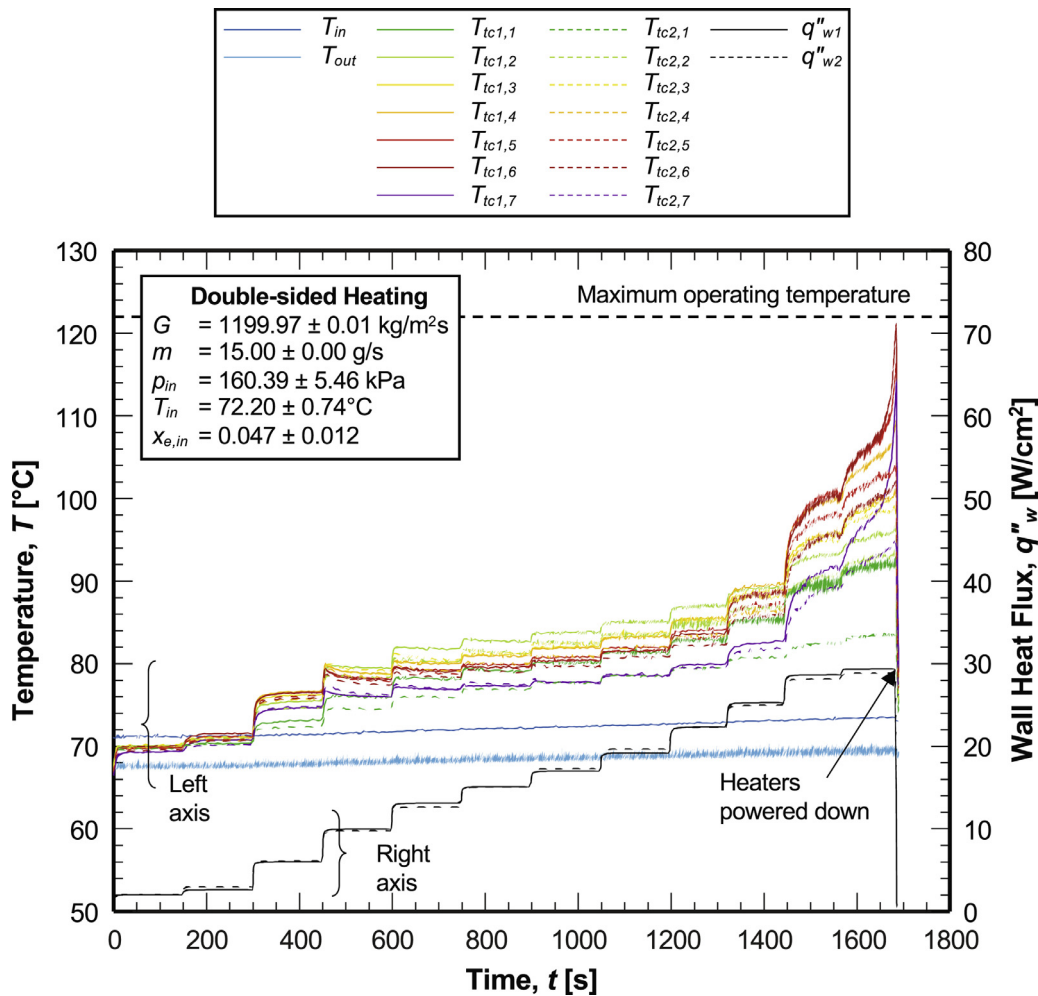 T_in T_tc1,1 T_tc2,1 q"_w1
T_out T_tc1,2 T_tc2,2 q"_w2
T_tc1,3 T_tc2,3
T_tc1,4 T_tc2,4
T_tc1,5 T_tc2,5
T_tc1,6 T_tc2,6
T_tc1,7 T_tc2,7
130 80
Double-sided Heating
G = 1199.97 ± 0.01 kg/m²s
m = 15.00 ± 0.00 g/s
p_in = 160.39 ± 5.46 kPa
T_in = 72.20 ± 0.74°C
x_e,in = 0.047 ± 0.012
Maximum operating temperature
120 70
110 60
100 50
90 40
80 30
70 20
60 10
50 0
Temperature, T [°C]
Wall Heat Flux, q"_w [W/cm²]
Left
axis
Right
axis
Heaters
powered down
0 200 400 600 800 1000 1200 1400 1600 1800
Time, t [s]